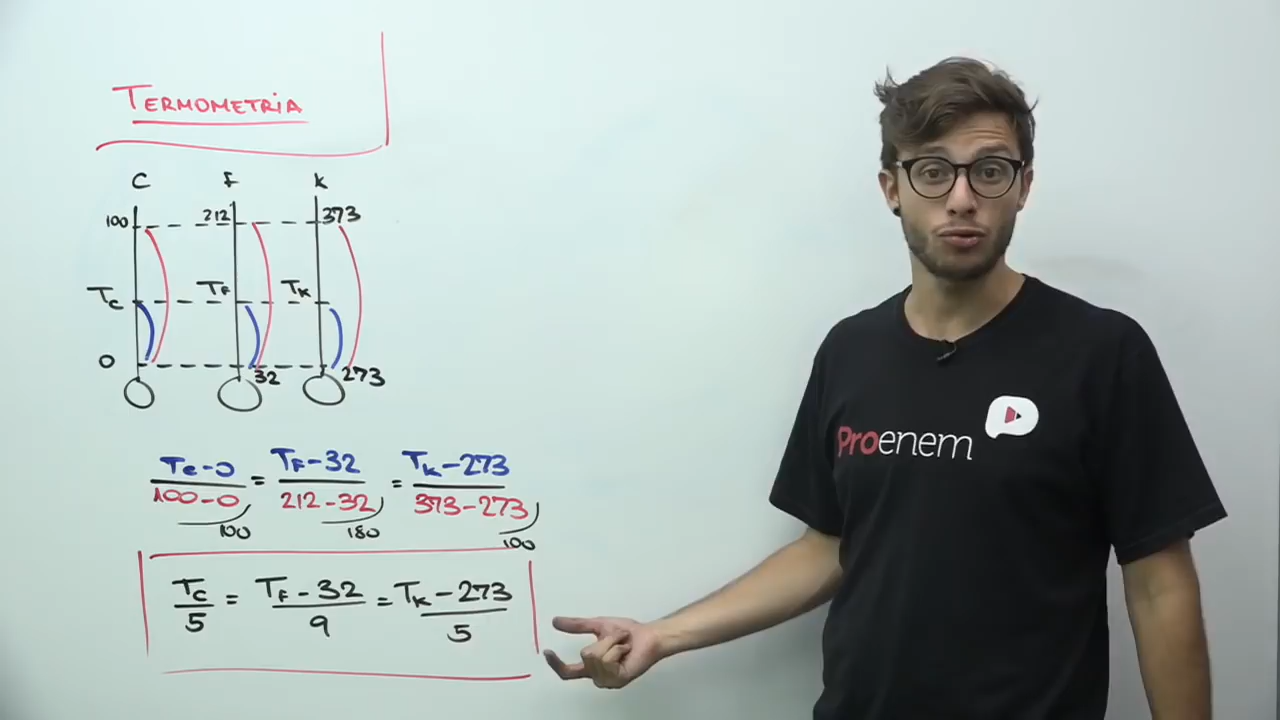 TERMOMETRIA
C F K
100 212 373
Tc TF TK
0 32 273
Tc-0 = TF-32 = TK-273
100-0 212-32 373-273
100 180 100
Tc = TF-32 = TK-273
5 9 5
Proenem